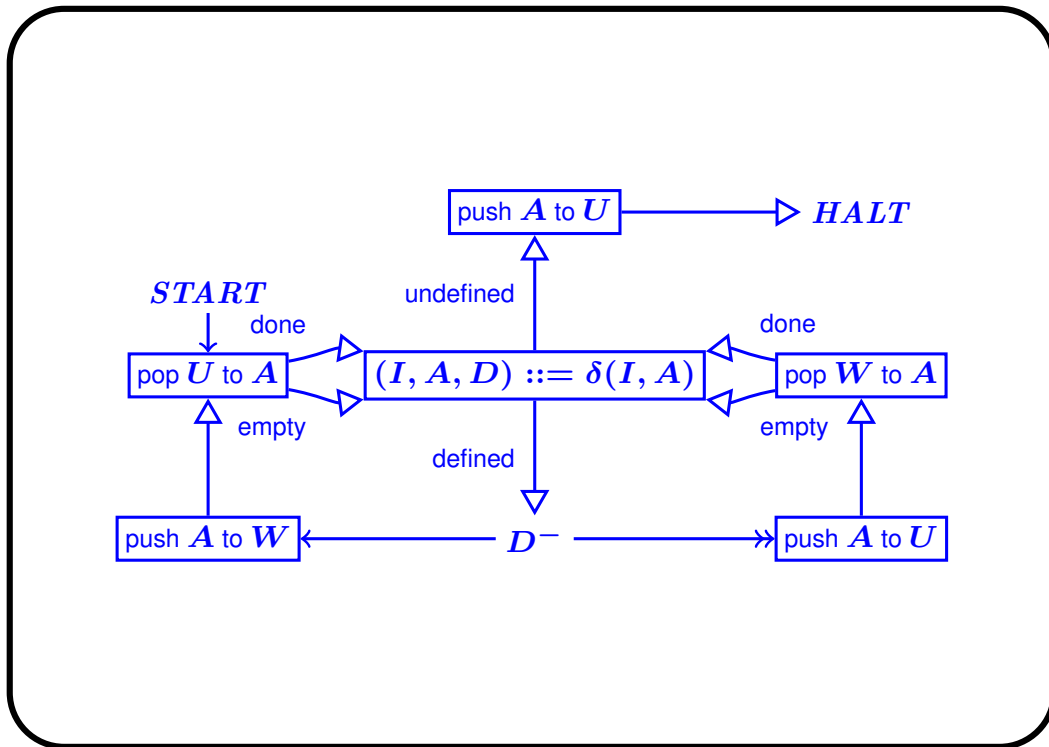 push A to U
HALT
undefined
START
done
done
pop U to A
(I, A, D) ::= δ(I, A)
pop W to A
empty
empty
defined
push A to W
D−
push A to U